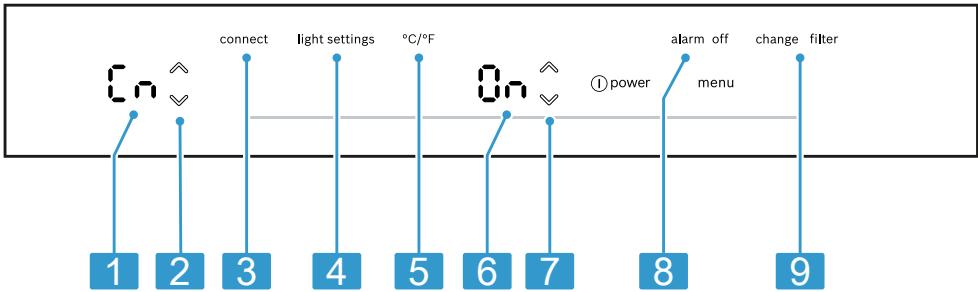 connect light settings °C/°F alarm off change filter
Cn On power menu
1 2 3 4 5 6 7 8 9